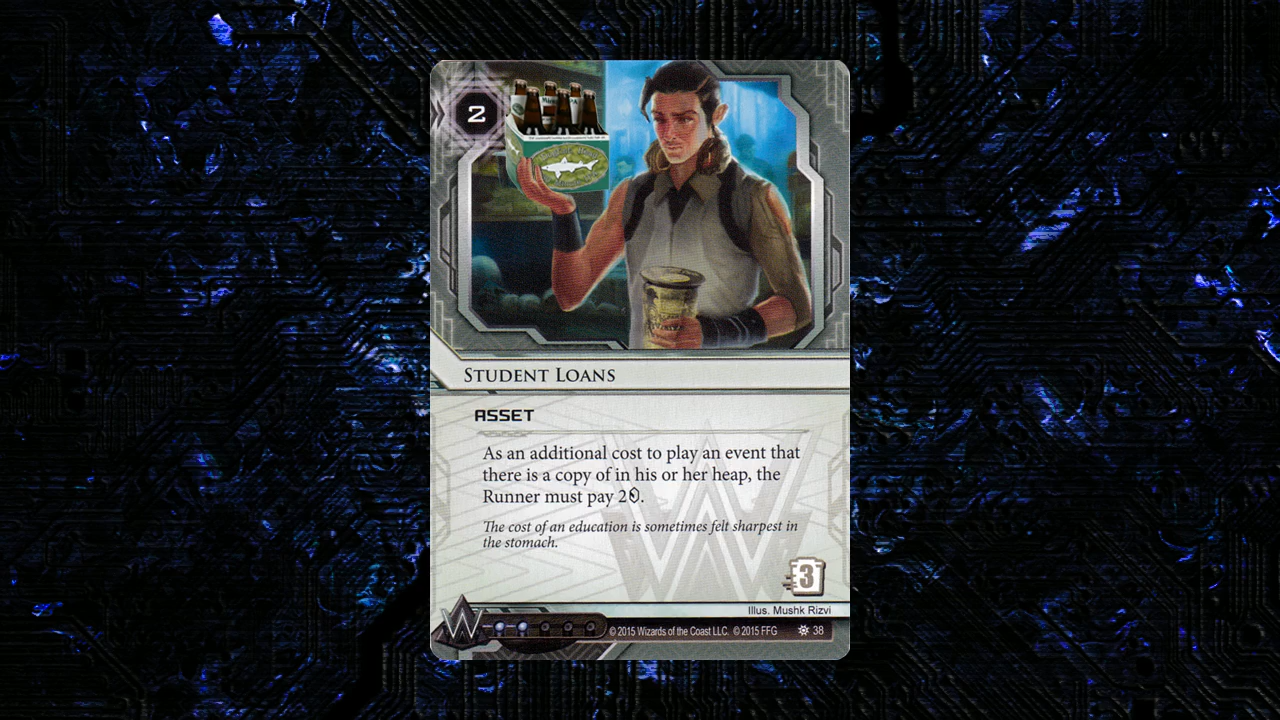 2
STUDENT LOANS
ASSET
As an additional cost to play an event that
there is a copy of in his or her heap, the
Runner must pay 2.
The cost of an education is sometimes felt sharpest in
the stomach.
3
Illus. Mushk Rizvi
© 2015 Wizards of the Coast LLC. © 2015 FFG 38